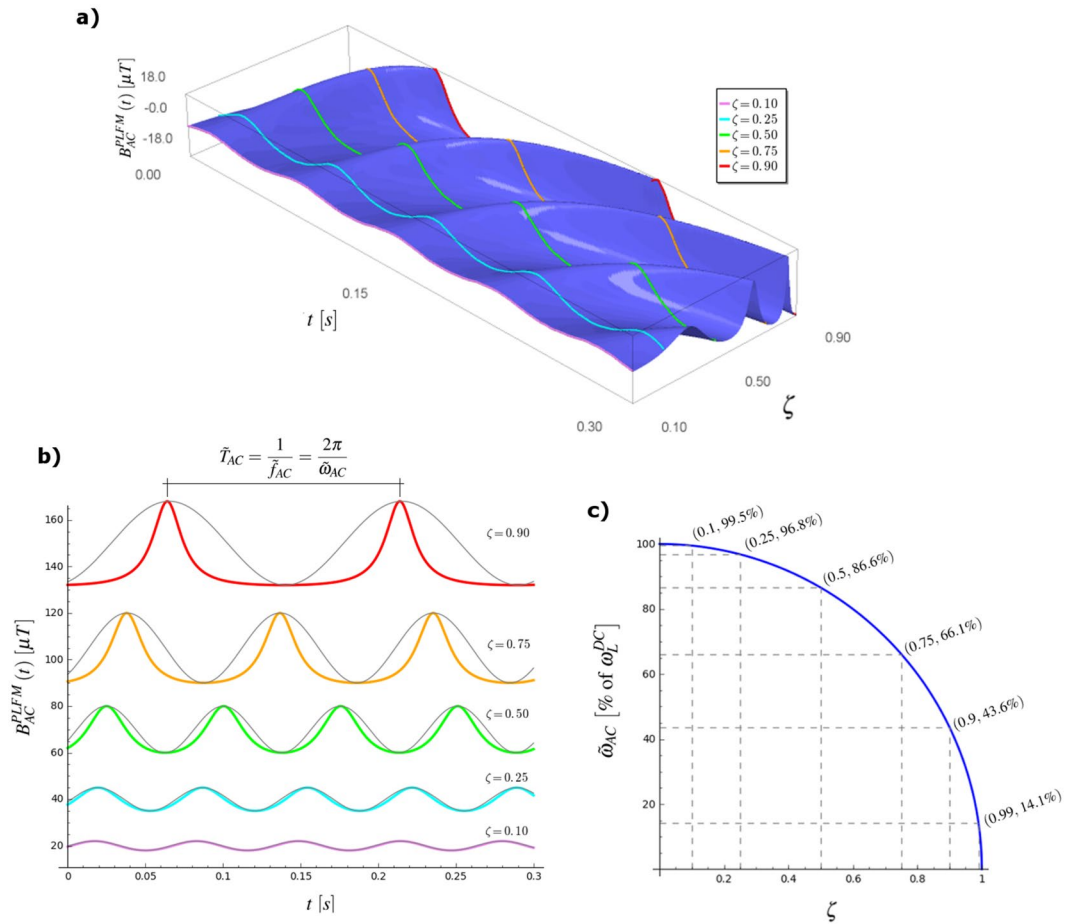 a)
B_{AC}^{PLFM}(t) [μT]
18.0
-0.0
-18.0
0.00
0.15
t [s]
0.30
0.10
0.50
0.90
ζ
ζ = 0.10
ζ = 0.25
ζ = 0.50
ζ = 0.75
ζ = 0.90
b)
T̃_{AC} = 1/f̃_{AC} = 2π/ω̃_{AC}
B_{AC}^{PLFM}(t) [μT]
160
140
120
100
80
60
40
20
ζ = 0.90
ζ = 0.75
ζ = 0.50
ζ = 0.25
ζ = 0.10
0
0.05
0.1
0.15
0.2
0.25
0.3
t [s]
c)
ω̃_{AC} [% of ω_L^{DC}]
100
80
60
40
20
(0.1, 99.5%)
(0.25, 96.8%)
(0.5, 86.6%)
(0.75, 66.1%)
(0.9, 43.6%)
(0.99, 14.1%)
0.2
0.4
0.6
0.8
1
ζ